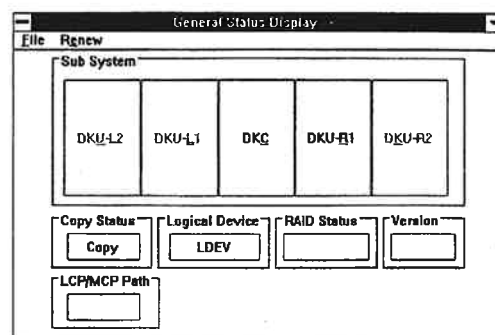 General Status Display
File Renew
Sub System
DKU-L2 DKU-L1 DKC DKU-R1 DKU-R2
Copy Status Logical Device RAID Status Version
Copy LDEV
LCP/MCP Path